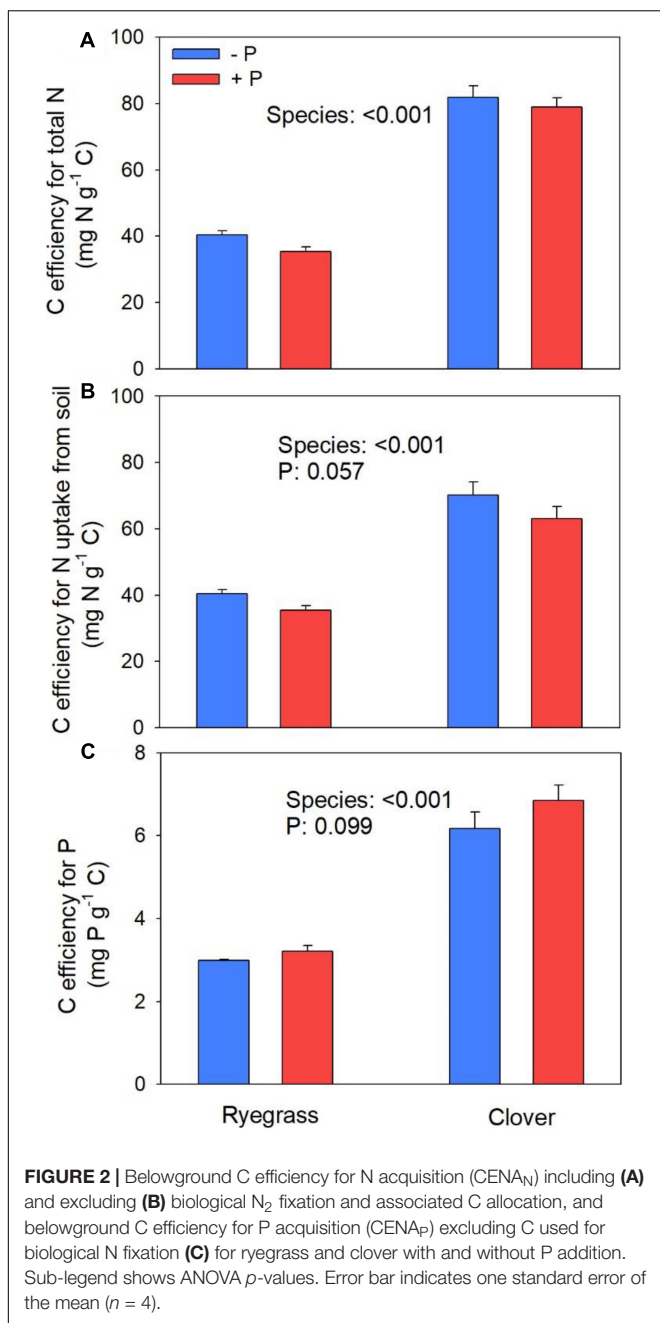 A
100
80
60
40
20
0
C efficiency for total N
(mg N g⁻¹ C)
- P
+ P
Species: <0.001
B
100
80
60
40
20
0
C efficiency for N uptake from soil
(mg N g⁻¹ C)
Species: <0.001
P: 0.057
C
8
6
4
2
0
C efficiency for P
(mg P g⁻¹ C)
Species: <0.001
P: 0.099
Ryegrass
Clover
FIGURE 2 | Belowground C efficiency for N acquisition (CENA_N) including (A)
and excluding (B) biological N₂ fixation and associated C allocation, and
belowground C efficiency for P acquisition (CENA_P) excluding C used for
biological N fixation (C) for ryegrass and clover with and without P addition.
Sub-legend shows ANOVA p-values. Error bar indicates one standard error of
the mean (n = 4).